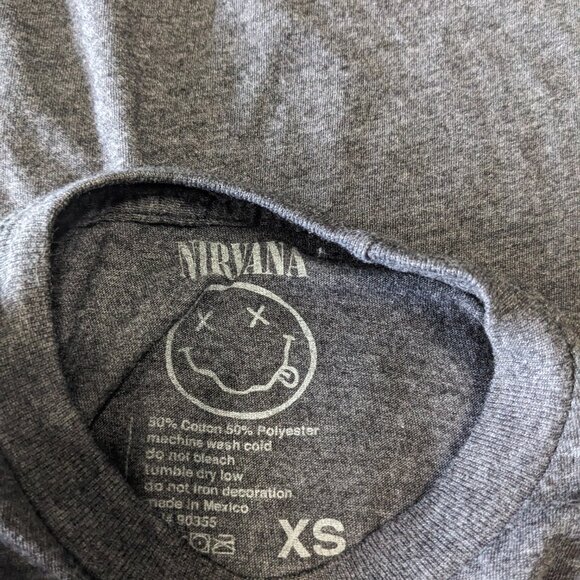 NIRVANA
50% Cotton 50% Polyester
machine wash cold
do not bleach
tumble dry low
do not iron decoration
made in Mexico
# 90355
XS